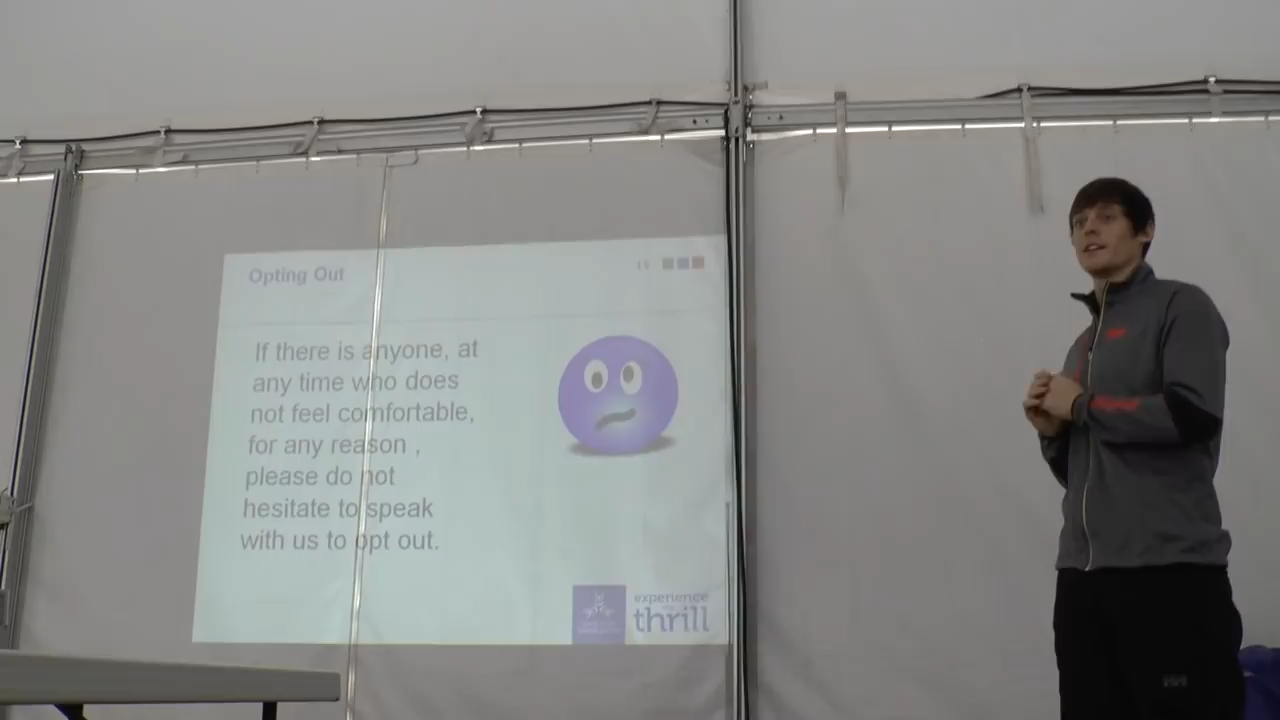 Opting Out
If there is anyone, at
any time who does
not feel comfortable,
for any reason ,
please do not
hesitate to speak
with us to opt out.
experience
thrill
HH